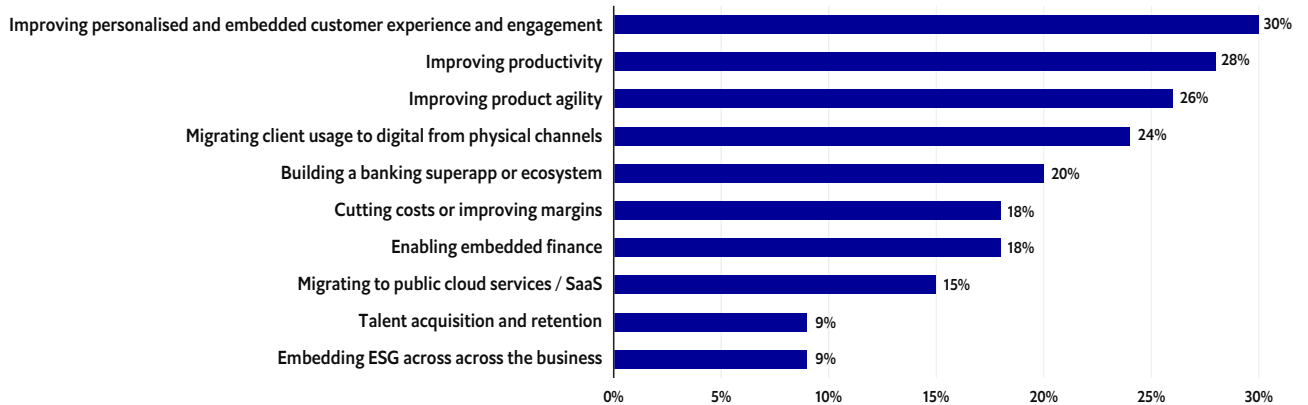 Improving personalised and embedded customer experience and engagement 30%
Improving productivity 28%
Improving product agility 26%
Migrating client usage to digital from physical channels 24%
Building a banking superapp or ecosystem 20%
Cutting costs or improving margins 18%
Enabling embedded finance 18%
Migrating to public cloud services / SaaS 15%
Talent acquisition and retention 9%
Embedding ESG across across the business 9%
0% 5% 10% 15% 20% 25% 30%